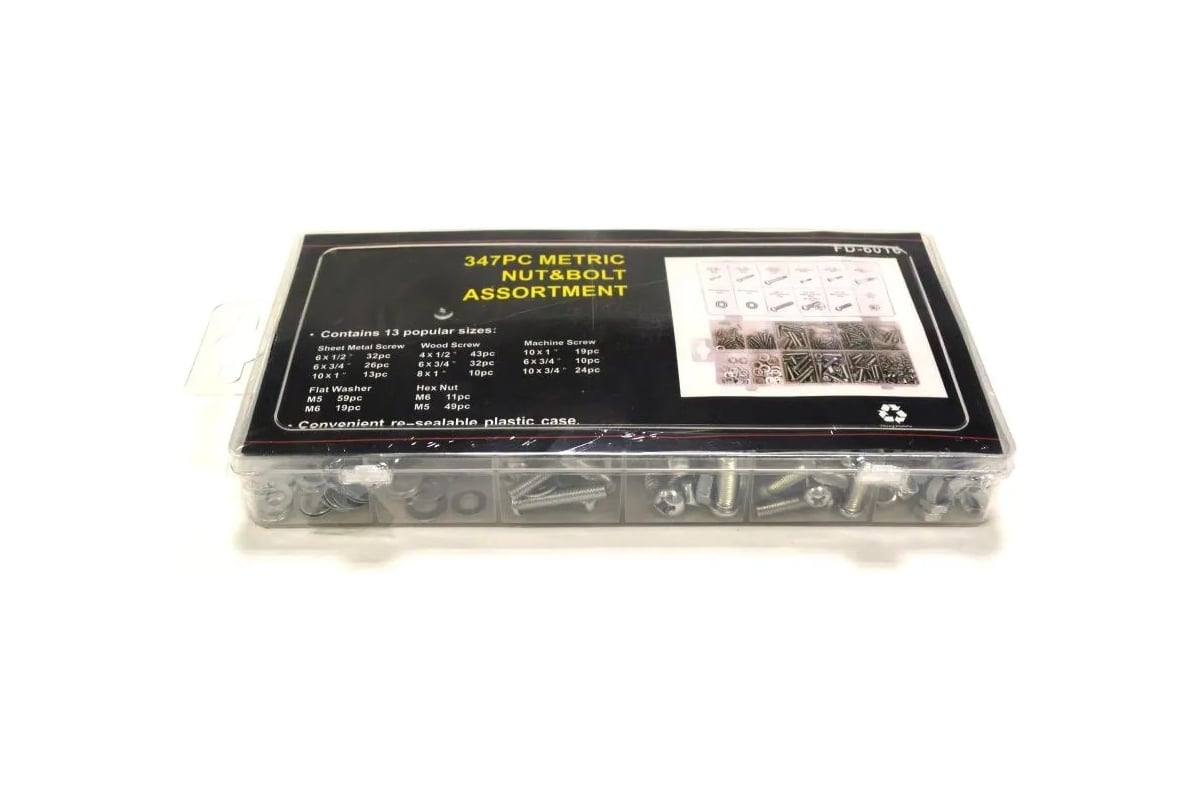 347PC METRIC
NUT&BOLT
ASSORTMENT
FD-6016
· Contains 13 popular sizes:
Sheet Metal Screw Wood Screw Machine Screw
6 X 1/2" 32pc 4 X 1/2" 43pc 10 X 1" 19pc
6 X 3/4" 26pc 6 X 3/4" 32pc 6 X 3/4" 10pc
10 X 1" 13pc 8 X 1" 10pc 10 X 3/4" 24pc
Flat Washer Hex Nut
M5 59pc M6 11pc
M6 19pc M5 49pc
· Convenient re-sealable plastic case.